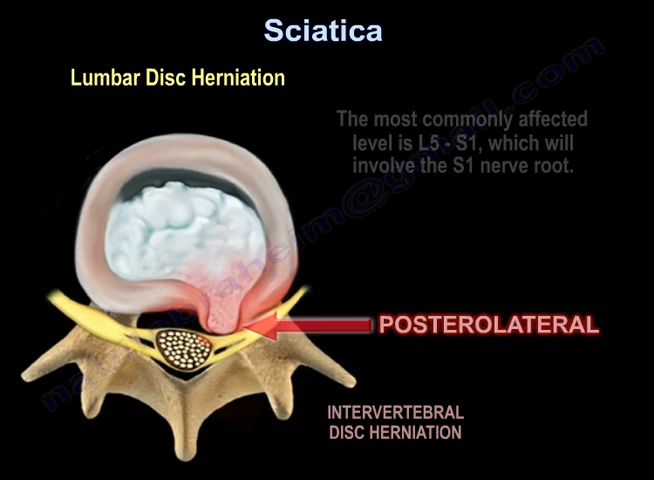 Sciatica
Lumbar Disc Herniation
The most commonly affected
level is L5 - S1, which will
involve the S1 nerve root.
POSTEROLATERAL
INTERVERTEBRAL
DISC HERNIATION